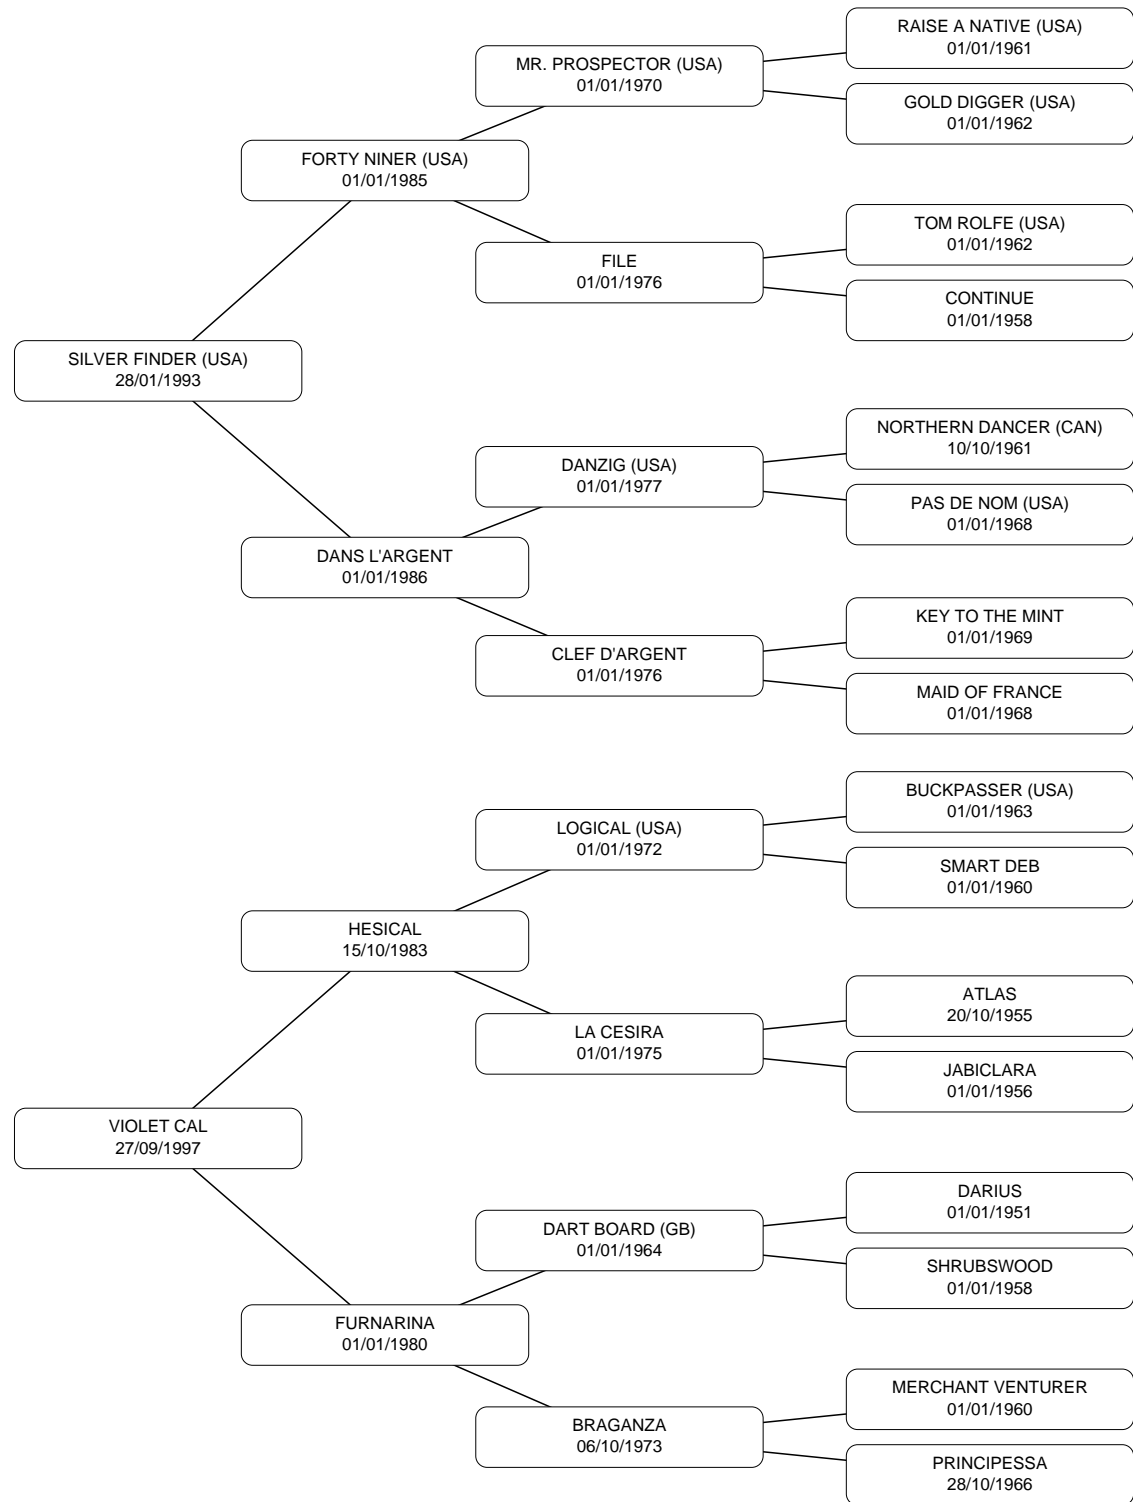 RAISE A NATIVE (USA)
01/01/1961
MR. PROSPECTOR (USA)
01/01/1970
GOLD DIGGER (USA)
01/01/1962
FORTY NINER (USA)
01/01/1985
TOM ROLFE (USA)
01/01/1962
FILE
01/01/1976
CONTINUE
01/01/1958
SILVER FINDER (USA)
28/01/1993
NORTHERN DANCER (CAN)
10/10/1961
DANZIG (USA)
01/01/1977
PAS DE NOM (USA)
01/01/1968
DANS L'ARGENT
01/01/1986
KEY TO THE MINT
01/01/1969
CLEF D'ARGENT
01/01/1976
MAID OF FRANCE
01/01/1968
BUCKPASSER (USA)
01/01/1963
LOGICAL (USA)
01/01/1972
SMART DEB
01/01/1960
HESICAL
15/10/1983
ATLAS
20/10/1955
LA CESIRA
01/01/1975
JABICLARA
01/01/1956
VIOLET CAL
27/09/1997
DARIUS
01/01/1951
DART BOARD (GB)
01/01/1964
SHRUBSWOOD
01/01/1958
FURNARINA
01/01/1980
MERCHANT VENTURER
01/01/1960
BRAGANZA
06/10/1973
PRINCIPESSA
28/10/1966